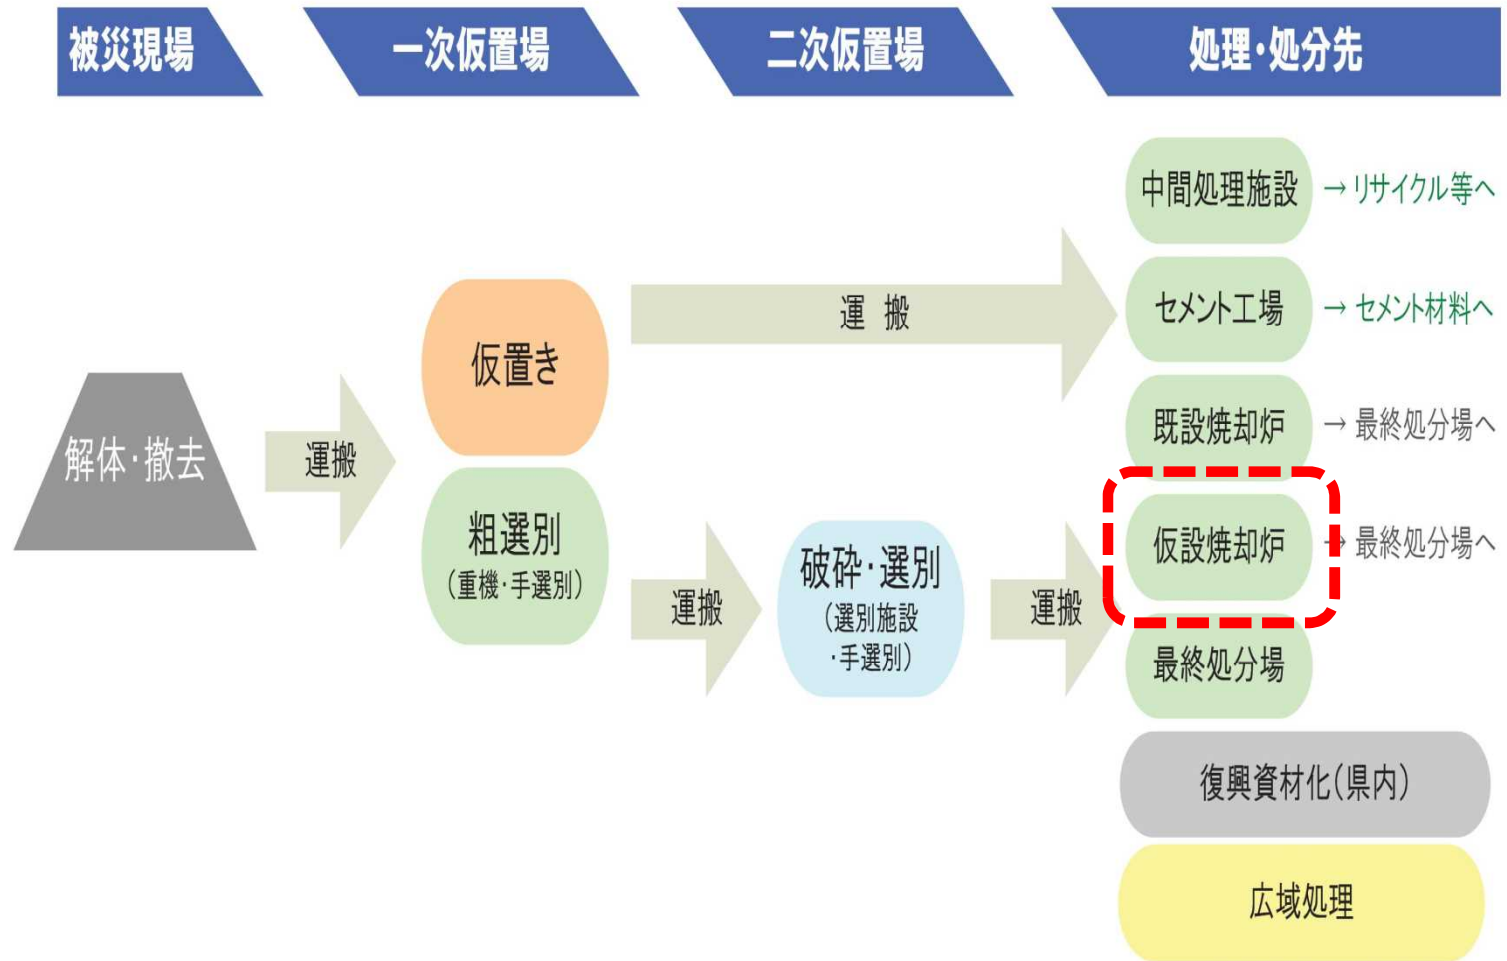 被災現場
一次仮置場
二次仮置場
処理・処分先
解体・撤去
運搬
仮置き
粗選別
（重機・手選別）
運 搬
運搬
破砕・選別
（選別施設
・手選別）
運搬
中間処理施設
→リサイクル等へ
セメント工場
→セメント材料へ
既設焼却炉
→最終処分場へ
仮設焼却炉
→最終処分場へ
最終処分場
復興資材化（県内）
広域処理